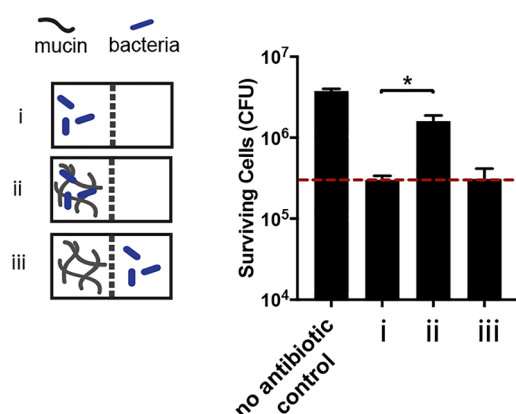 mucin bacteria
i
ii
iii
Surviving Cells (CFU)
10⁷
10⁶
10⁵
10⁴
*
no antibiotic
control
i ii iii